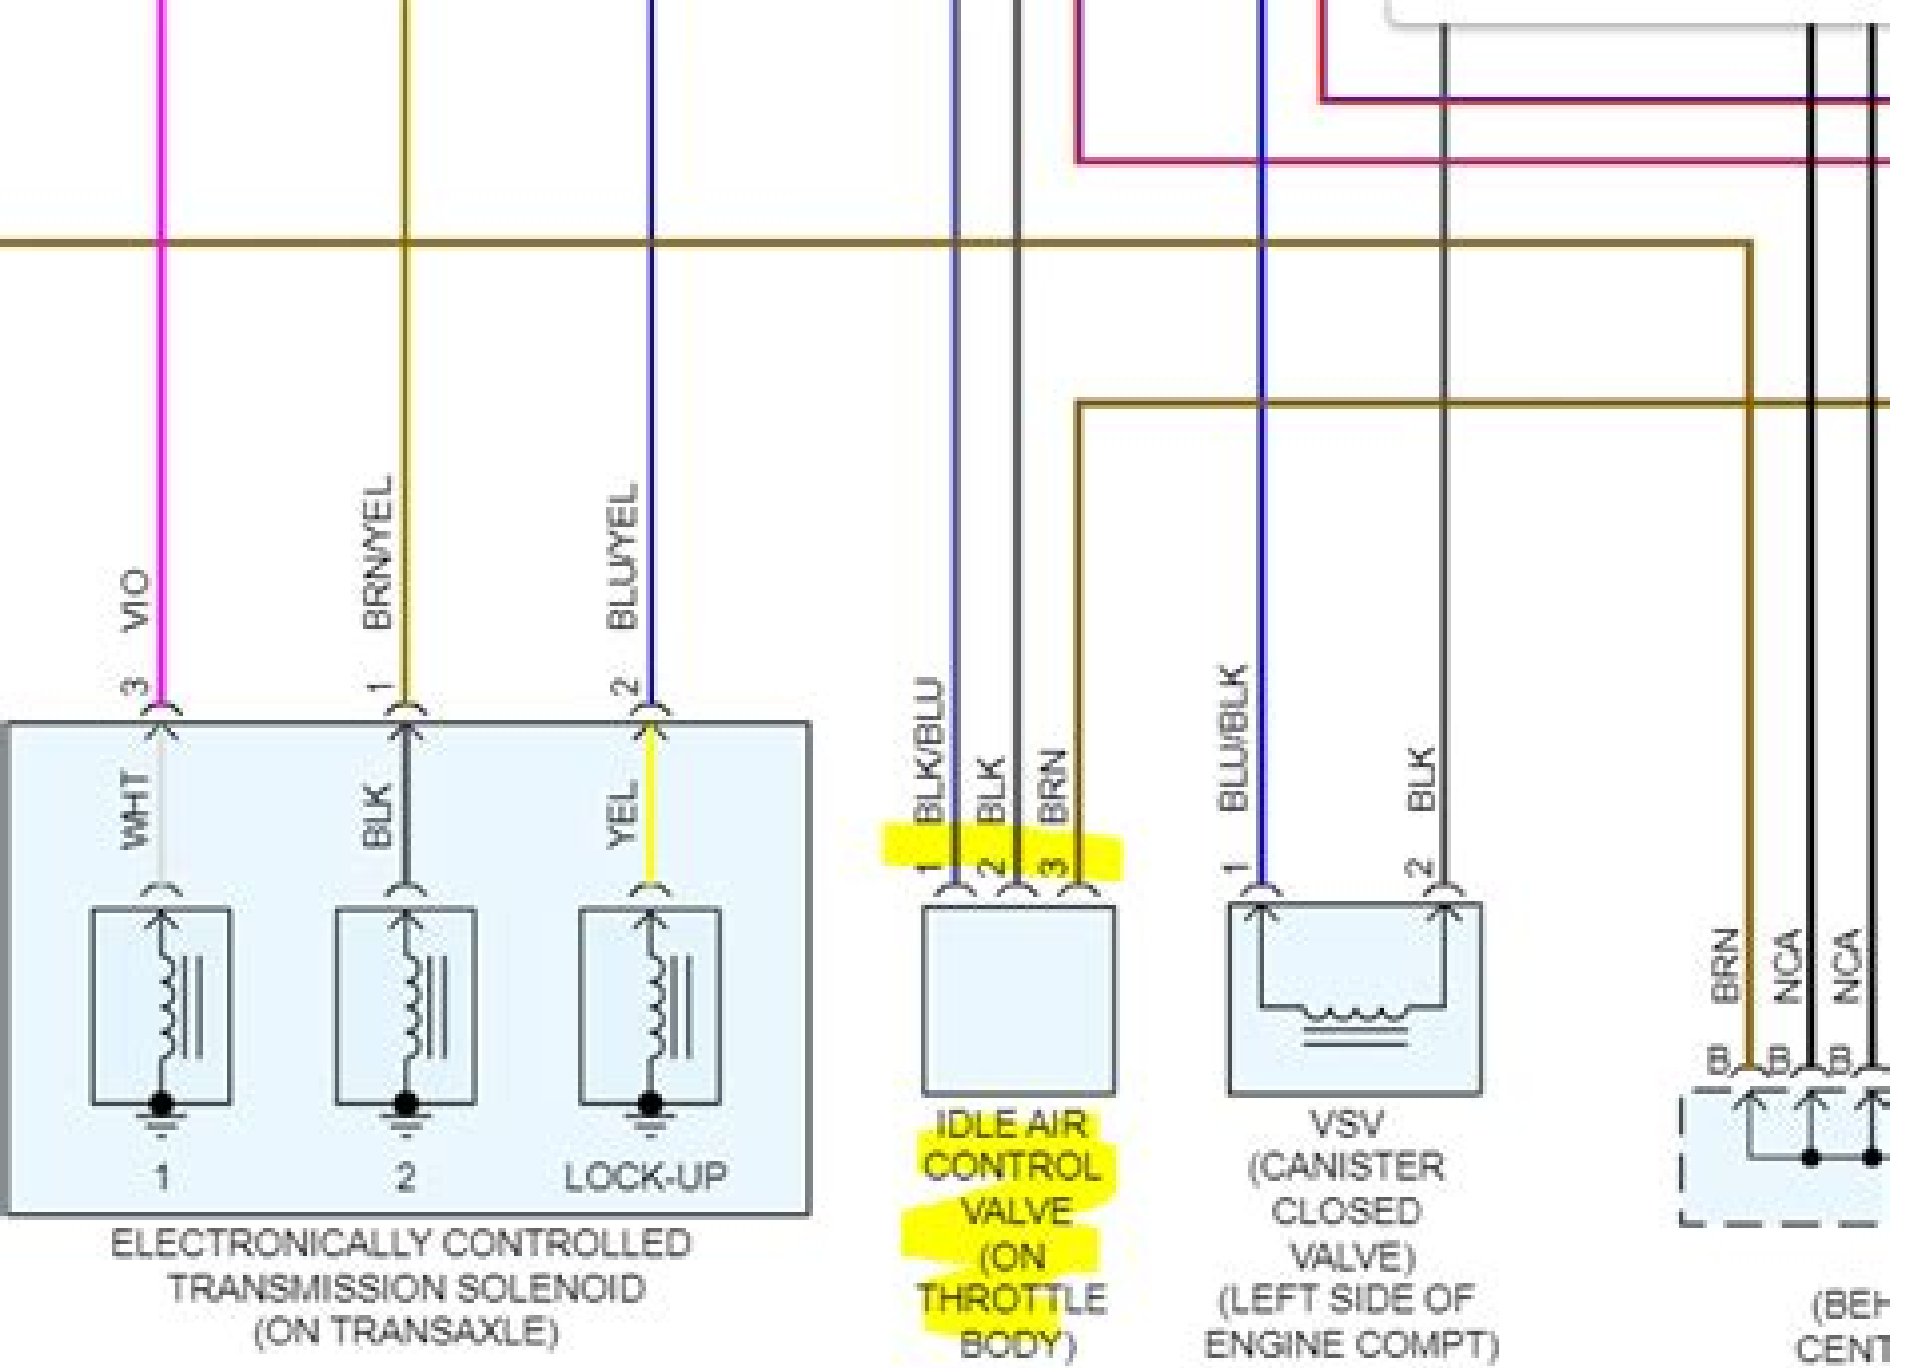 3 VIO
1 BRN/YEL
2 BLU/YEL
WHT
BLK
YEL
1
2
LOCK-UP
ELECTRONICALLY CONTROLLED
TRANSMISSION SOLENOID
(ON TRANSAXLE)
1 BLK/BLU
2 BLK
3 BRN
IDLE AIR
CONTROL
VALVE
(ON
THROTTLE
BODY)
1 BLU/BLK
2 BLK
VSV
(CANISTER
CLOSED
VALVE)
(LEFT SIDE OF
ENGINE COMPT)
B BRN
B NCA
B NCA
(BEH
CENT